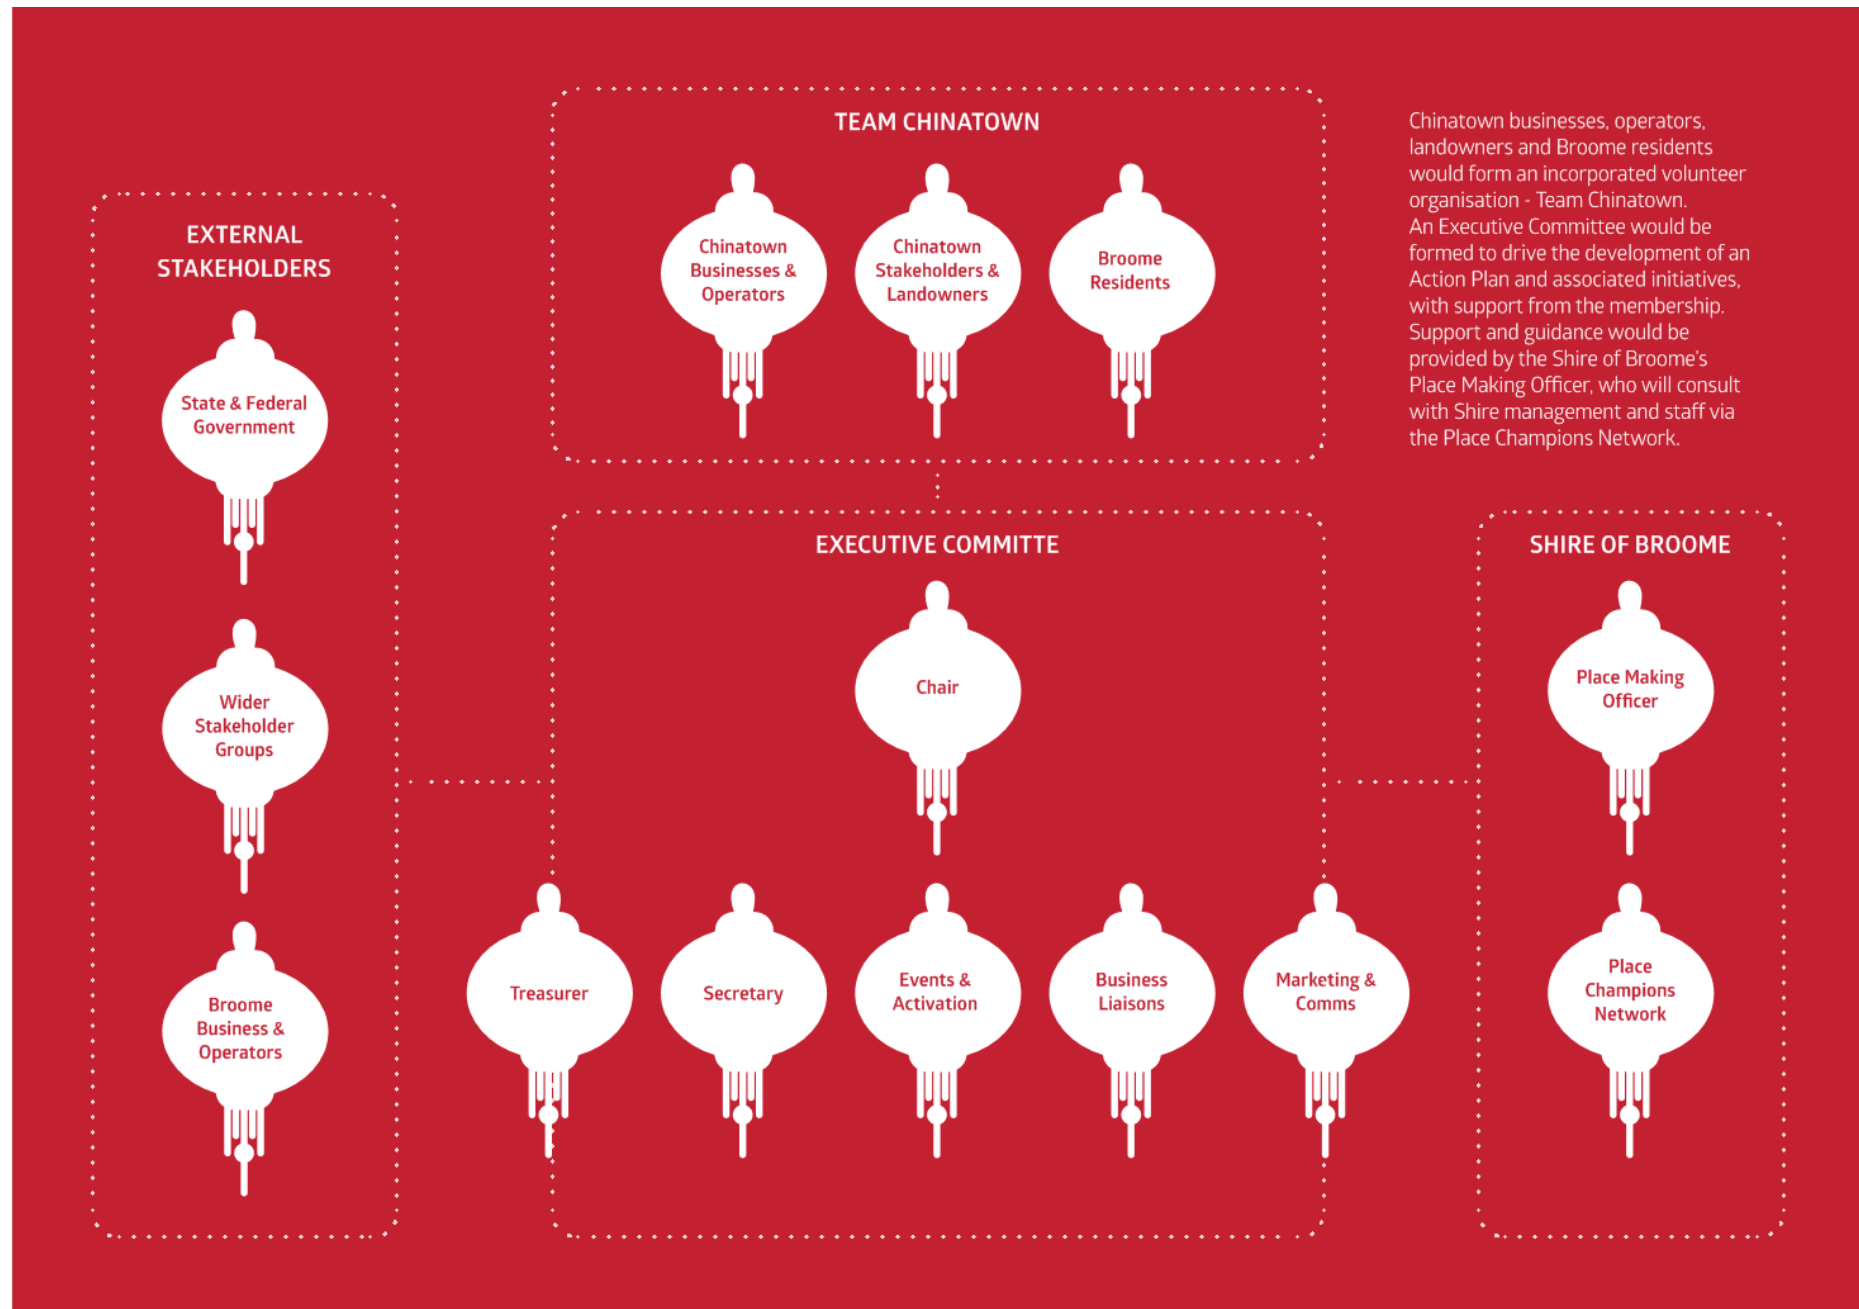 TEAM CHINATOWN
Chinatown
Businesses &
Operators
Chinatown
Stakeholders &
Landowners
Broome
Residents
Chinatown businesses, operators,
landowners and Broome residents
would form an incorporated volunteer
organisation - Team Chinatown.
An Executive Committee would be
formed to drive the development of an
Action Plan and associated initiatives,
with support from the membership.
Support and guidance would be
provided by the Shire of Broome's
Place Making Officer, who will consult
with Shire management and staff via
the Place Champions Network.
EXTERNAL
STAKEHOLDERS
State & Federal
Government
Wider
Stakeholder
Groups
Broome
Business &
Operators
EXECUTIVE COMMITTE
Chair
Treasurer
Secretary
Events &
Activation
Business
Liaisons
Marketing &
Comms
SHIRE OF BROOME
Place Making
Officer
Place
Champions
Network